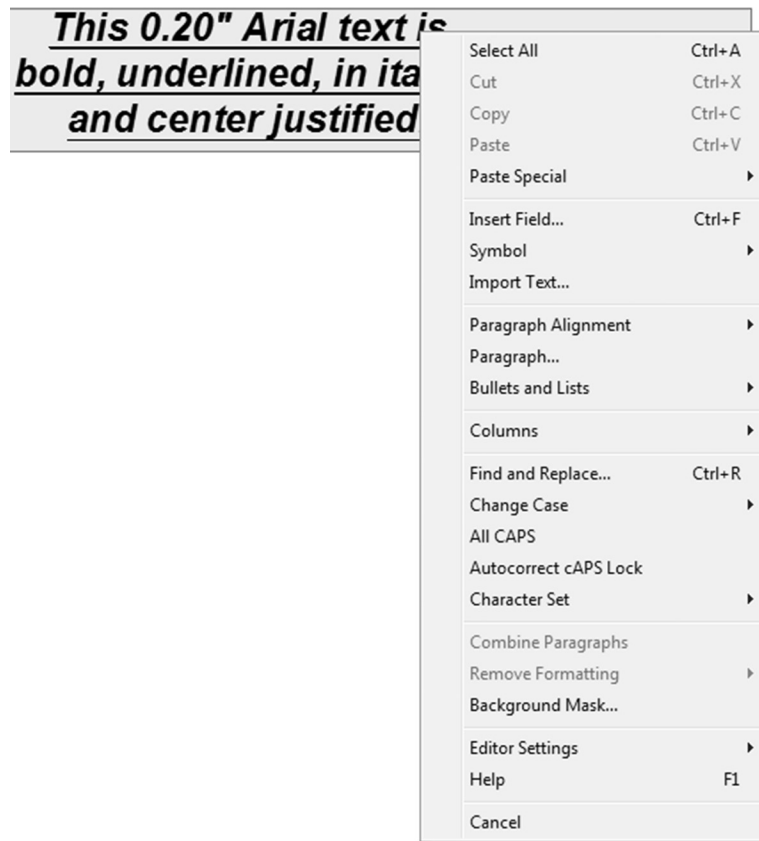 This 0.20" Arial text is
bold, underlined, in ita
and center justified
Select All Ctrl+A
Cut Ctrl+X
Copy Ctrl+C
Paste Ctrl+V
Paste Special
Insert Field... Ctrl+F
Symbol
Import Text...
Paragraph Alignment
Paragraph...
Bullets and Lists
Columns
Find and Replace... Ctrl+R
Change Case
All CAPS
Autocorrect cAPS Lock
Character Set
Combine Paragraphs
Remove Formatting
Background Mask...
Editor Settings
Help F1
Cancel